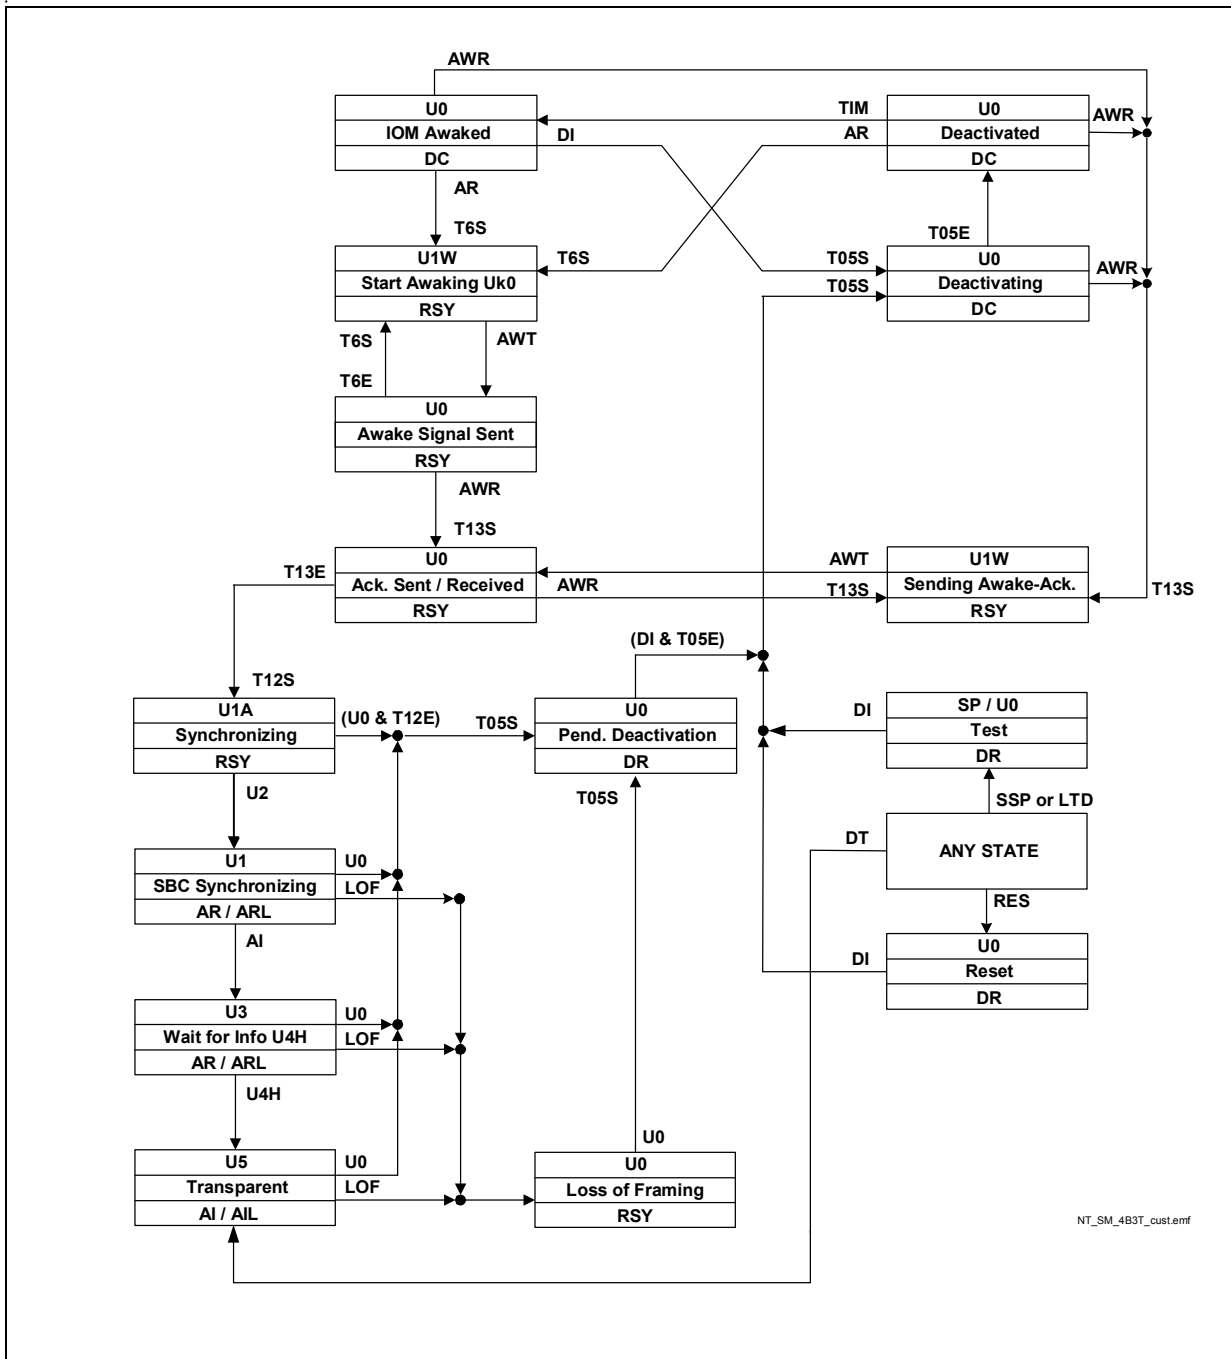 AWR
U0
IOM Awaked
DC
TIM
DI
AR
U0
Deactivated
DC
AWR
AR
T6S
T05E
U1W
Start Awaking Uk0
RSY
T6S
T05S
T05S
U0
Deactivating
DC
AWR
T6S
AWT
T6E
U0
Awake Signal Sent
RSY
AWR
T13S
U0
Ack. Sent / Received
RSY
T13E
AWT
AWR
T13S
U1W
Sending Awake-Ack.
RSY
T13S
(DI & T05E)
T12S
U1A
Synchronizing
RSY
(U0 & T12E)
T05S
U0
Pend. Deactivation
DR
DI
SP / U0
Test
DR
U2
T05S
SSP or LTD
DT
ANY STATE
U1
SBC Synchronizing
AR / ARL
U0
LOF
RES
AI
DI
U0
Reset
DR
U3
Wait for Info U4H
AR / ARL
U0
LOF
U4H
U0
U5
Transparent
AI / AIL
U0
LOF
U0
Loss of Framing
RSY
NT_SM_4B3T_cust.emf